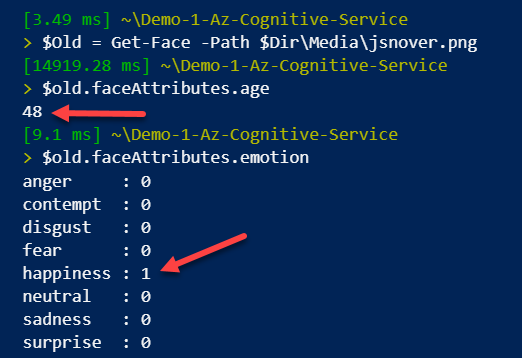 [3.49 ms] ~\Demo-1-Az-Cognitive-Service
> $Old = Get-Face -Path $Dir\Media\jsnover.png
[14919.28 ms] ~\Demo-1-Az-Cognitive-Service
> $old.faceAttributes.age
48
[9.1 ms] ~\Demo-1-Az-Cognitive-Service
> $old.faceAttributes.emotion
anger     : 0
contempt  : 0
disgust   : 0
fear      : 0
happiness : 1
neutral   : 0
sadness   : 0
surprise  : 0